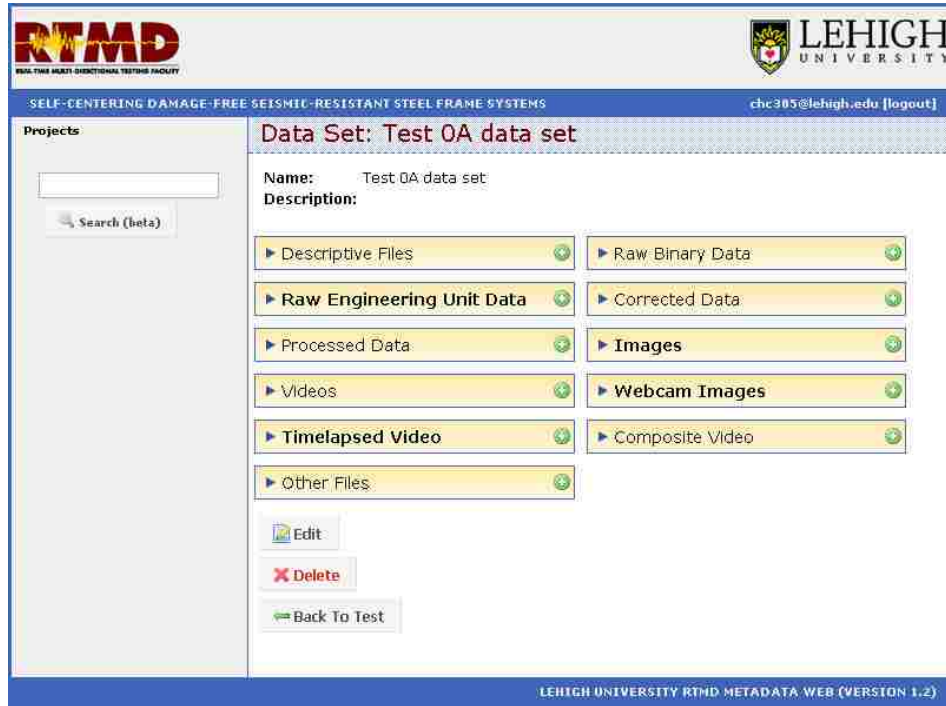 RTMD
REAL-TIME MULTI-DIRECTIONAL TESTING FACILITY
LEHIGH
UNIVERSITY
SELF-CENTERING DAMAGE-FREE SEISMIC-RESISTANT STEEL FRAME SYSTEMS
chc305@lehigh.edu [logout]
Projects
Search (beta)
Data Set: Test 0A data set
Name: Test 0A data set
Description:
Descriptive Files
Raw Binary Data
Raw Engineering Unit Data
Corrected Data
Processed Data
Images
Videos
Webcam Images
Timelapsed Video
Composite Video
Other Files
Edit
Delete
Back To Test
LEHIGH UNIVERSITY RTMD METADATA WEB (VERSION 1.2)